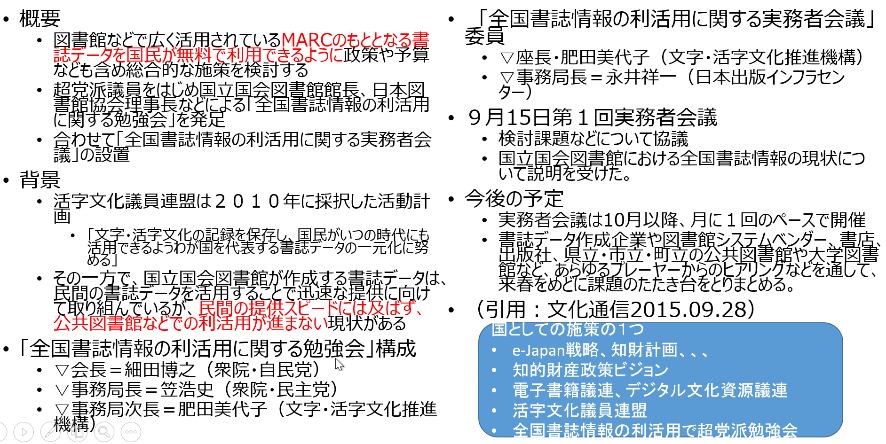 • 概要
• 図書館などで広く活用されているMARCのもととなる書
誌データを国民が無料で利用できるように政策や予算
なども含め総合的な施策を検討する
• 超党派議員をはじめ国立国会図書館館長、日本図
書館協会理事長などによる「全国書誌情報の利活用
に関する勉強会」を発足
• 合わせて「全国書誌情報の利活用に関する実務者会
議」の設置
• 背景
• 活字文化議員連盟は２０１０年に採択した活動計
画
• 「文字・活字文化の記録を保存し、国民がいつの時代にも
活用できるようわが国を代表する書誌データの一元化に努
める」
• その一方で、国立国会図書館が作成する書誌データは、
民間の書誌データを活用することで迅速な提供に向け
て取り組んでいるが、民間の提供スピードには及ばず、
公共図書館などでの利活用が進まない現状がある
• 「全国書誌情報の利活用に関する勉強会」構成
• ▽会長＝細田博之（衆院・自民党）
• ▽事務局長＝笠浩史（衆院・民主党）
• ▽事務局次長＝肥田美代子（文字・活字文化推進
機構）
• 「全国書誌情報の利活用に関する実務者会議」
委員
• ▽座長・肥田美代子（文字・活字文化推進機構）
• ▽事務局長＝永井祥一（日本出版インフラセン
ター）
• ９月15日第１回実務者会議
• 検討課題などについて協議
• 国立国会図書館における全国書誌情報の現状につ
いて説明を受けた。
• 今後の予定
• 実務者会議は10月以降、月に１回のペースで開催
• 書誌データ作成企業や図書館システムベンダー、書店、
出版社、県立・市立・町立の公共図書館や大学図書
館など、あらゆるプレーヤーからのヒアリングなどを通して、
来春をめどに課題のたたき台をとりまとめる。
• （引用：文化通信2015.09.28）
国としての施策の１つ
• e-Japan戦略、知財計画、、、
• 知的財産政策ビジョン
• 電子書籍議連、デジタル文化資源議連
• 活字文化議員連盟
• 全国書誌情報の利活用で超党派勉強会